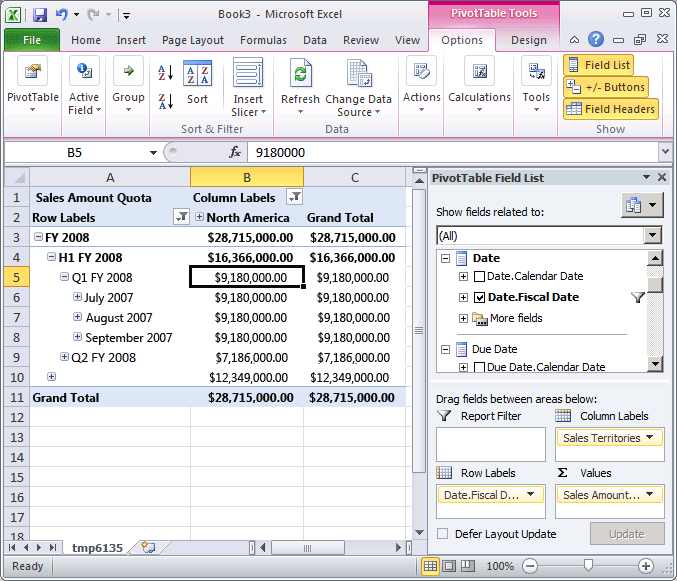 Book3 - Microsoft Excel PivotTable Tools
File Home Insert Page Layout Formulas Data Review View Options Design
PivotTable Active Field Group Sort Insert Slicer Refresh Change Data Source Actions Calculations Tools Field List
+/- Buttons
Field Headers
Sort & Filter Data Show
B5 fx 9180000
A B C
1 Sales Amount Quota Column Labels
2 Row Labels North America Grand Total
3 FY 2008 $28,715,000.00 $28,715,000.00
4 H1 FY 2008 $16,366,000.00 $16,366,000.00
5 Q1 FY 2008 $9,180,000.00 $9,180,000.00
6 July 2007 $9,180,000.00 $9,180,000.00
7 August 2007 $9,180,000.00 $9,180,000.00
8 September 2007 $9,180,000.00 $9,180,000.00
9 Q2 FY 2008 $7,186,000.00 $7,186,000.00
10 $12,349,000.00 $12,349,000.00
11 Grand Total $28,715,000.00 $28,715,000.00
12
13
14
15
16
17
18
tmp6135
PivotTable Field List
Show fields related to:
(All)
Date
Date.Calendar Date
Date.Fiscal Date
More fields
Due Date
Due Date.Calendar Date
Drag fields between areas below:
Report Filter Column Labels
Sales Territories
Row Labels Σ Values
Date.Fiscal D... Sales Amount...
Defer Layout Update Update
Ready 100%